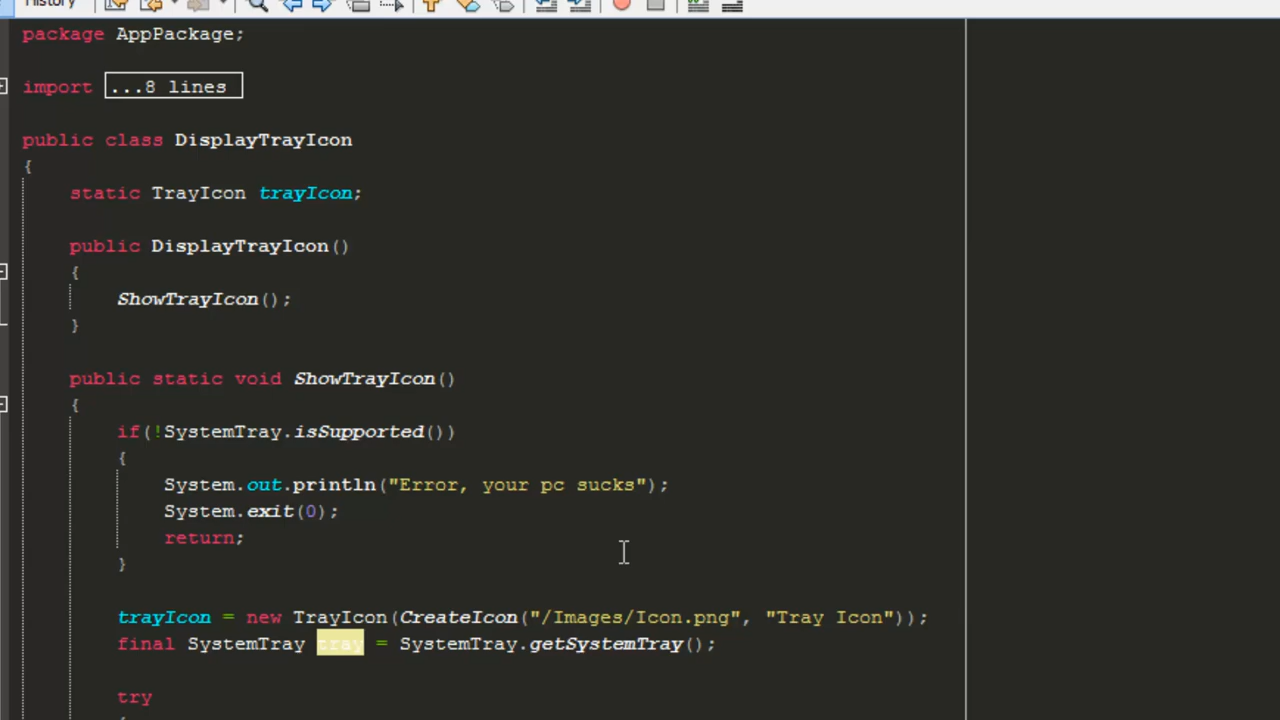 History
package AppPackage;
import ...8 lines
public class DisplayTrayIcon
{
static TrayIcon trayIcon;
public DisplayTrayIcon()
{
ShowTrayIcon();
}
public static void ShowTrayIcon()
{
if(!SystemTray.isSupported())
{
System.out.println("Error, your pc sucks");
System.exit(0);
return;
}
trayIcon = new TrayIcon(CreateIcon("/Images/Icon.png", "Tray Icon"));
final SystemTray tray = SystemTray.getSystemTray();
try
{